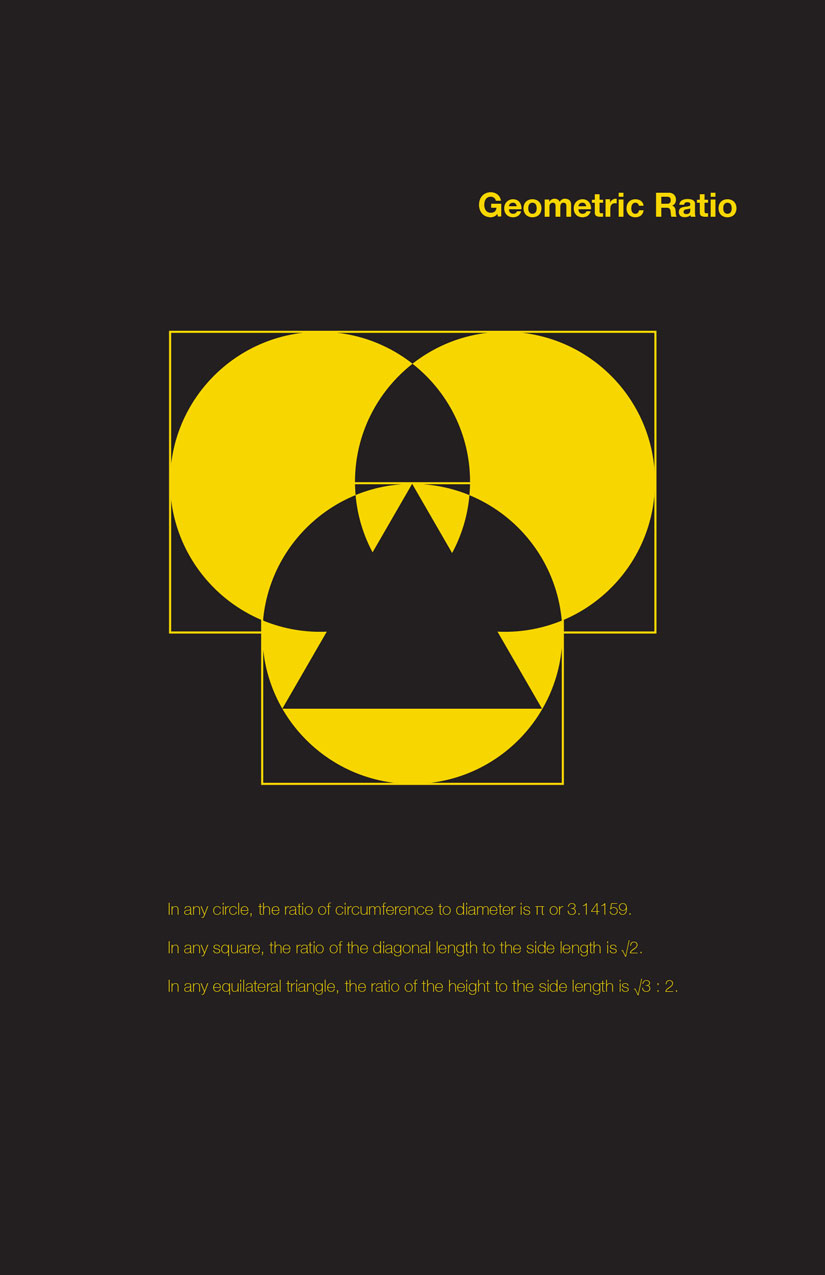 Geometric Ratio
In any circle, the ratio of circumference to diameter is π or 3.14159.
In any square, the ratio of the diagonal length to the side length is √2.
In any equilateral triangle, the ratio of the height to the side length is √3 : 2.